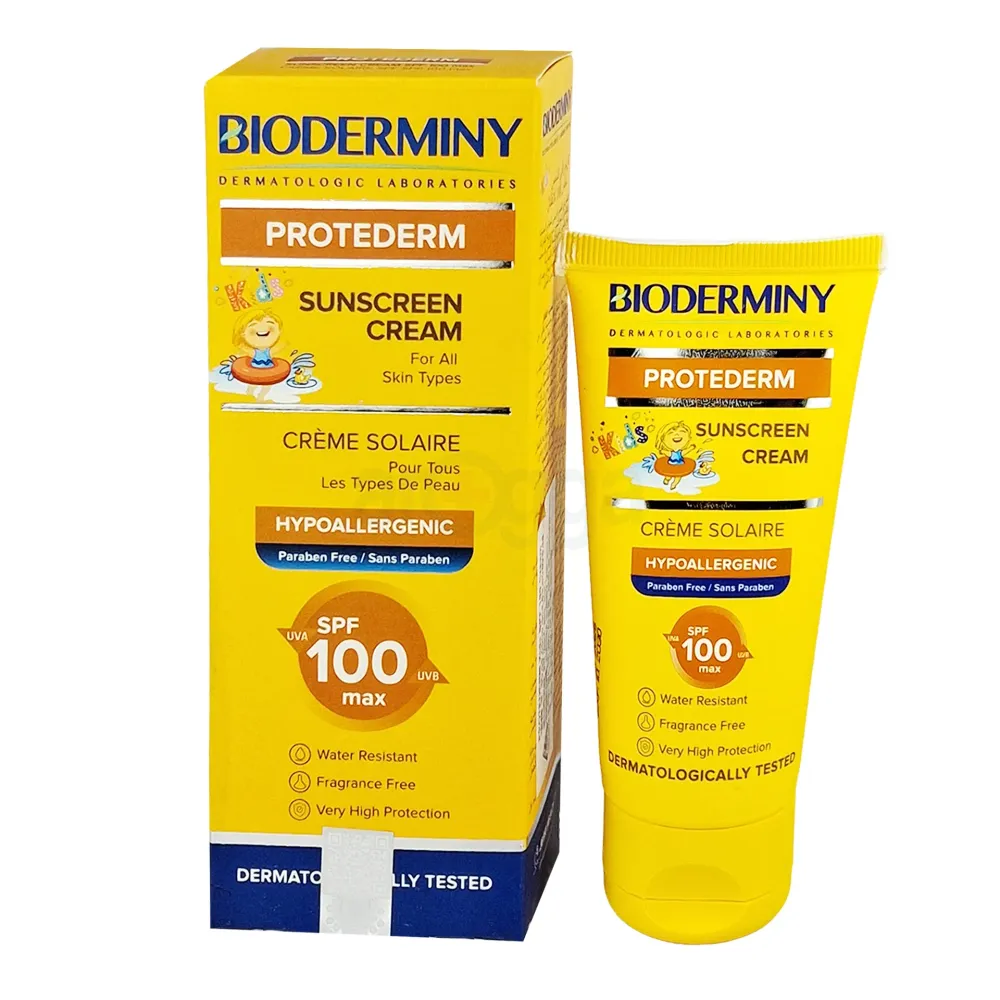 PROTEDERM
BIODERMINY
DERMATOLOGIC LABORATORIES
PROTEDERM
Kids
SUNSCREEN
CREAM
For All
Skin Types
CRÈME SOLAIRE
Pour Tous
Les Types De Peau
HYPOALLERGENIC
Paraben Free / Sans Paraben
UVA
SPF
100
max
UVB
Water Resistant
Fragrance Free
Very High Protection
DERMATO LLY TESTED
BIODERMINY
DERMATOLOGIC LABORATORIES
PROTEDERM
Kids
SUNSCREEN
CREAM
CRÈME SOLAIRE
HYPOALLERGENIC
Paraben Free / Sans Paraben
UVA
SPF
100
max
UVB
Water Resistant
Fragrance Free
Very High Protection
DERMATOLOGICALLY TESTED